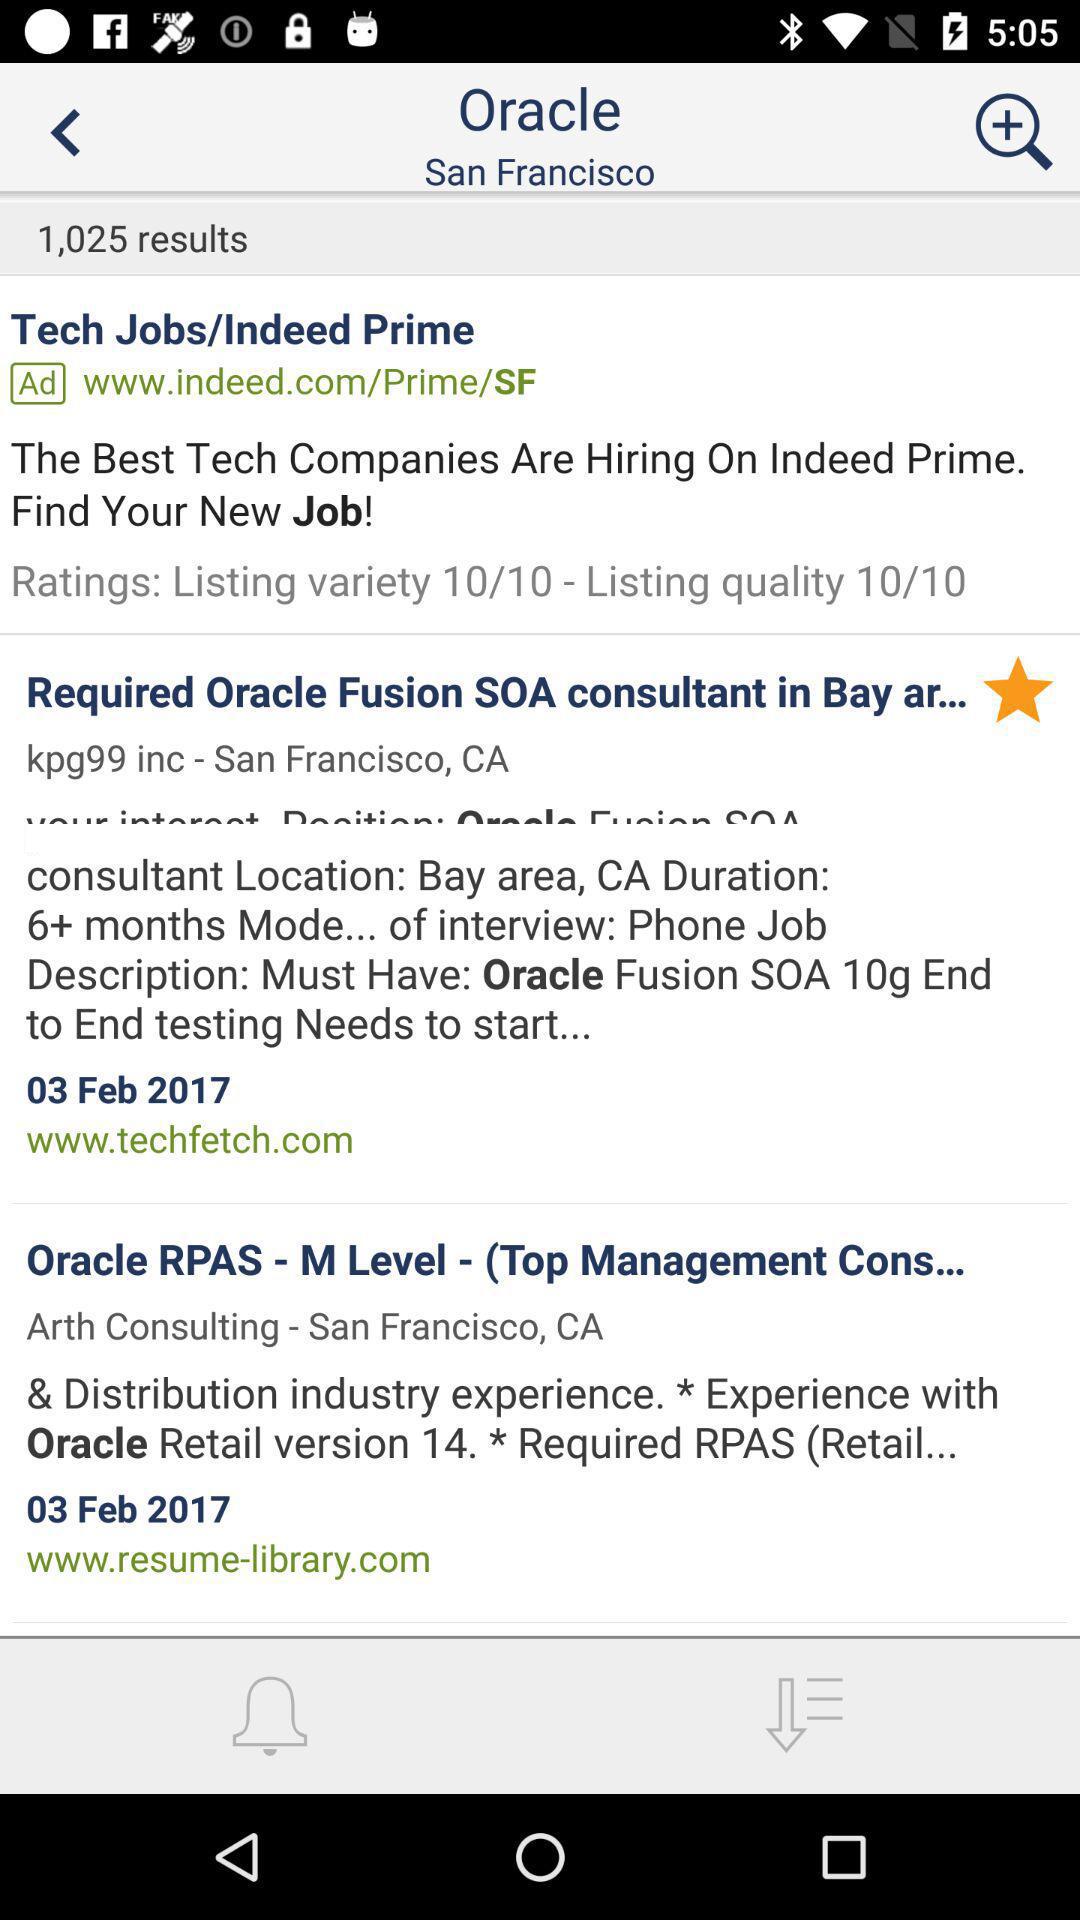 FAKE
5:05
Oracle
San Francisco
1,025 results
Tech Jobs/Indeed Prime
Ad www.indeed.com/Prime/SF
The Best Tech Companies Are Hiring On Indeed Prime.
Find Your New Job!
Ratings: Listing variety 10/10 - Listing quality 10/10
Required Oracle Fusion SOA consultant in Bay ar...
kpg99 inc - San Francisco, CA
your interest. Position: Oracle Fusion SOA
consultant Location: Bay area, CA Duration:
6+ months Mode... of interview: Phone Job
Description: Must Have: Oracle Fusion SOA 10g End
to End testing Needs to start...
03 Feb 2017
www.techfetch.com
Oracle RPAS - M Level - (Top Management Cons...
Arth Consulting - San Francisco, CA
& Distribution industry experience. * Experience with
Oracle Retail version 14. * Required RPAS (Retail...
03 Feb 2017
www.resume-library.com